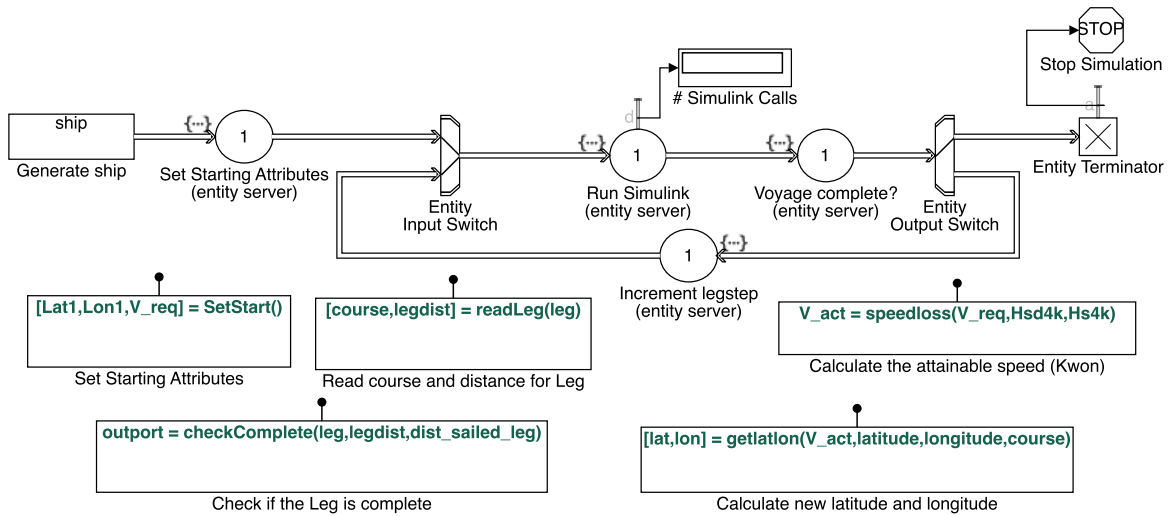 STOP
Stop Simulation
# Simulink Calls
d
a
ship
Generate ship
{...}
1
Set Starting Attributes
(entity server)
Entity
Input Switch
{...}
1
Run Simulink
(entity server)
{...}
1
Voyage complete?
(entity server)
Entity
Output Switch
Entity Terminator
1
{...}
Increment legstep
(entity server)
[Lat1,Lon1,V_req] = SetStart()
Set Starting Attributes
[course,legdist] = readLeg(leg)
Read course and distance for Leg
V_act = speedloss(V_req,Hsd4k,Hs4k)
Calculate the attainable speed (Kwon)
outport = checkComplete(leg,legdist,dist_sailed_leg)
Check if the Leg is complete
[lat,lon] = getlatlon(V_act,latitude,longitude,course)
Calculate new latitude and longitude